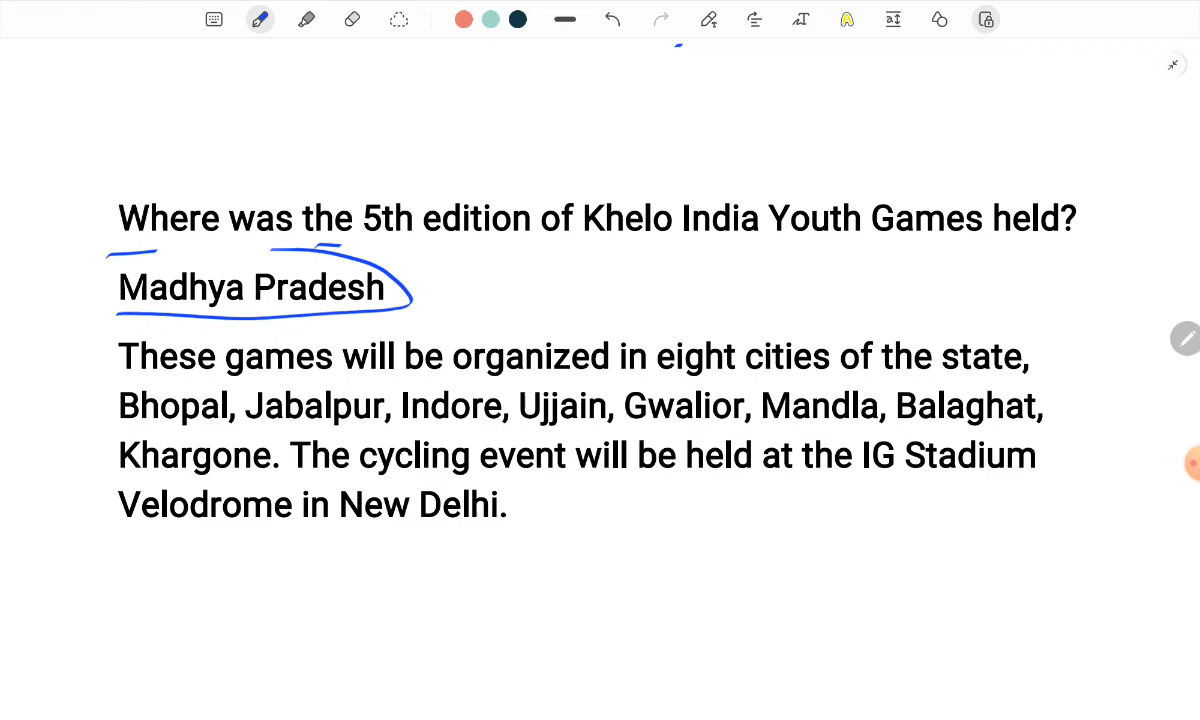 Where was the 5th edition of Khelo India Youth Games held?
Madhya Pradesh
These games will be organized in eight cities of the state,
Bhopal, Jabalpur, Indore, Ujjain, Gwalior, Mandla, Balaghat,
Khargone. The cycling event will be held at the IG Stadium
Velodrome in New Delhi.